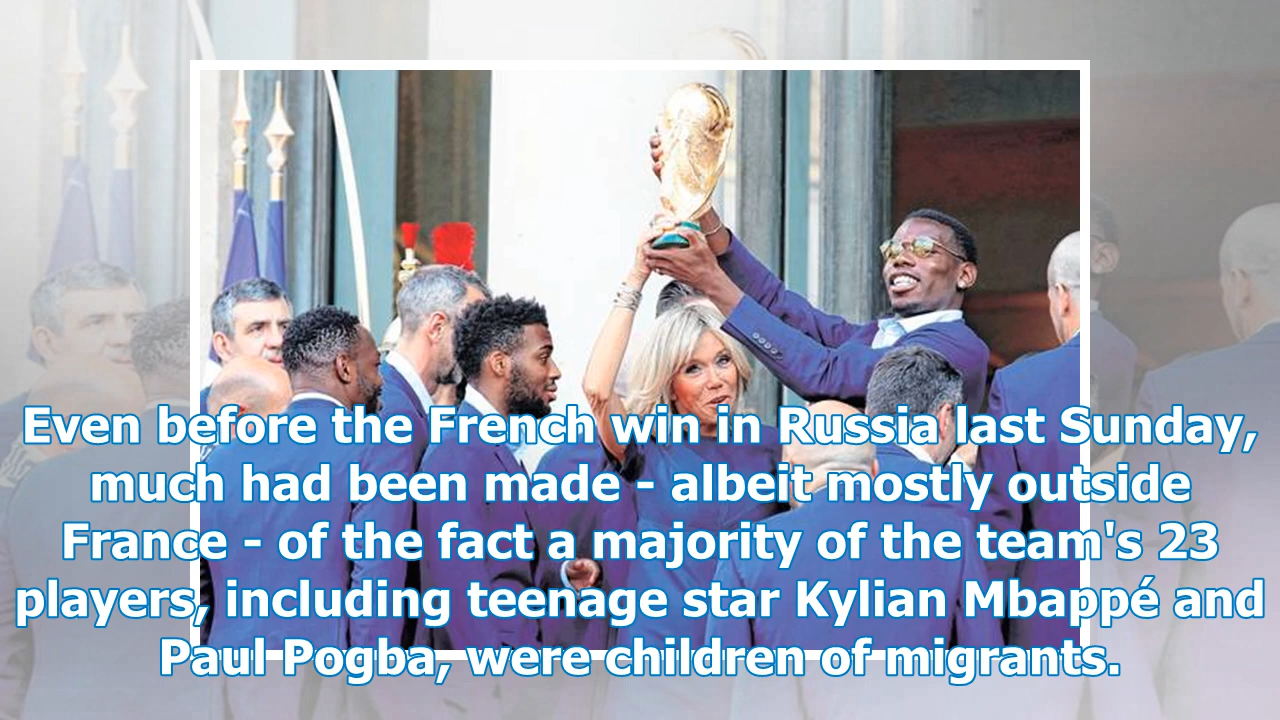 Even before the French win in Russia last Sunday,
much had been made - albeit mostly outside
France - of the fact a majority of the team's 23
players, including teenage star Kylian Mbappé and
Paul Pogba, were children of migrants.